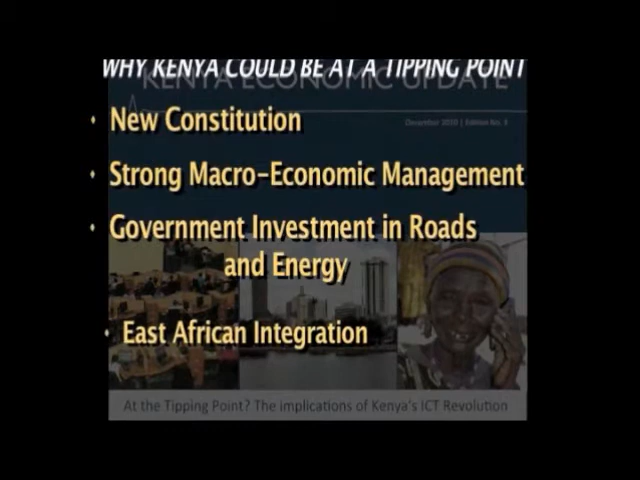 WHY KENYA COULD BE AT A TIPPING POINT
KENYA ECONOMIC UPDATE
December 2010 | Edition No. 3
New Constitution
Strong Macro-Economic Management
Government Investment in Roads
and Energy
East African Integration
At the Tipping Point? The implications of Kenya's ICT Revolution